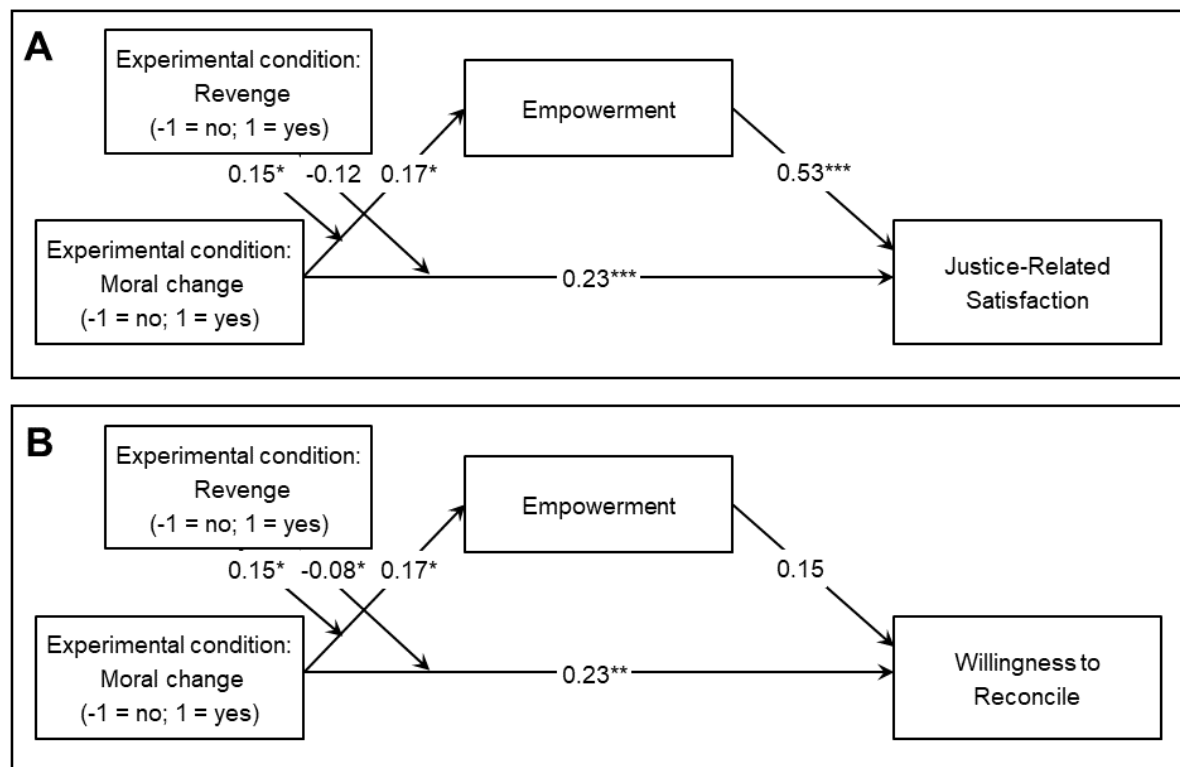 A
Experimental condition:
Revenge
(-1 = no; 1 = yes)
Empowerment
0.15* -0.12 0.17*
0.53***
Experimental condition:
Moral change
(-1 = no; 1 = yes)
0.23***
Justice-Related
Satisfaction
B
Experimental condition:
Revenge
(-1 = no; 1 = yes)
Empowerment
0.15* -0.08* 0.17*
0.15
Experimental condition:
Moral change
(-1 = no; 1 = yes)
0.23**
Willingness to
Reconcile